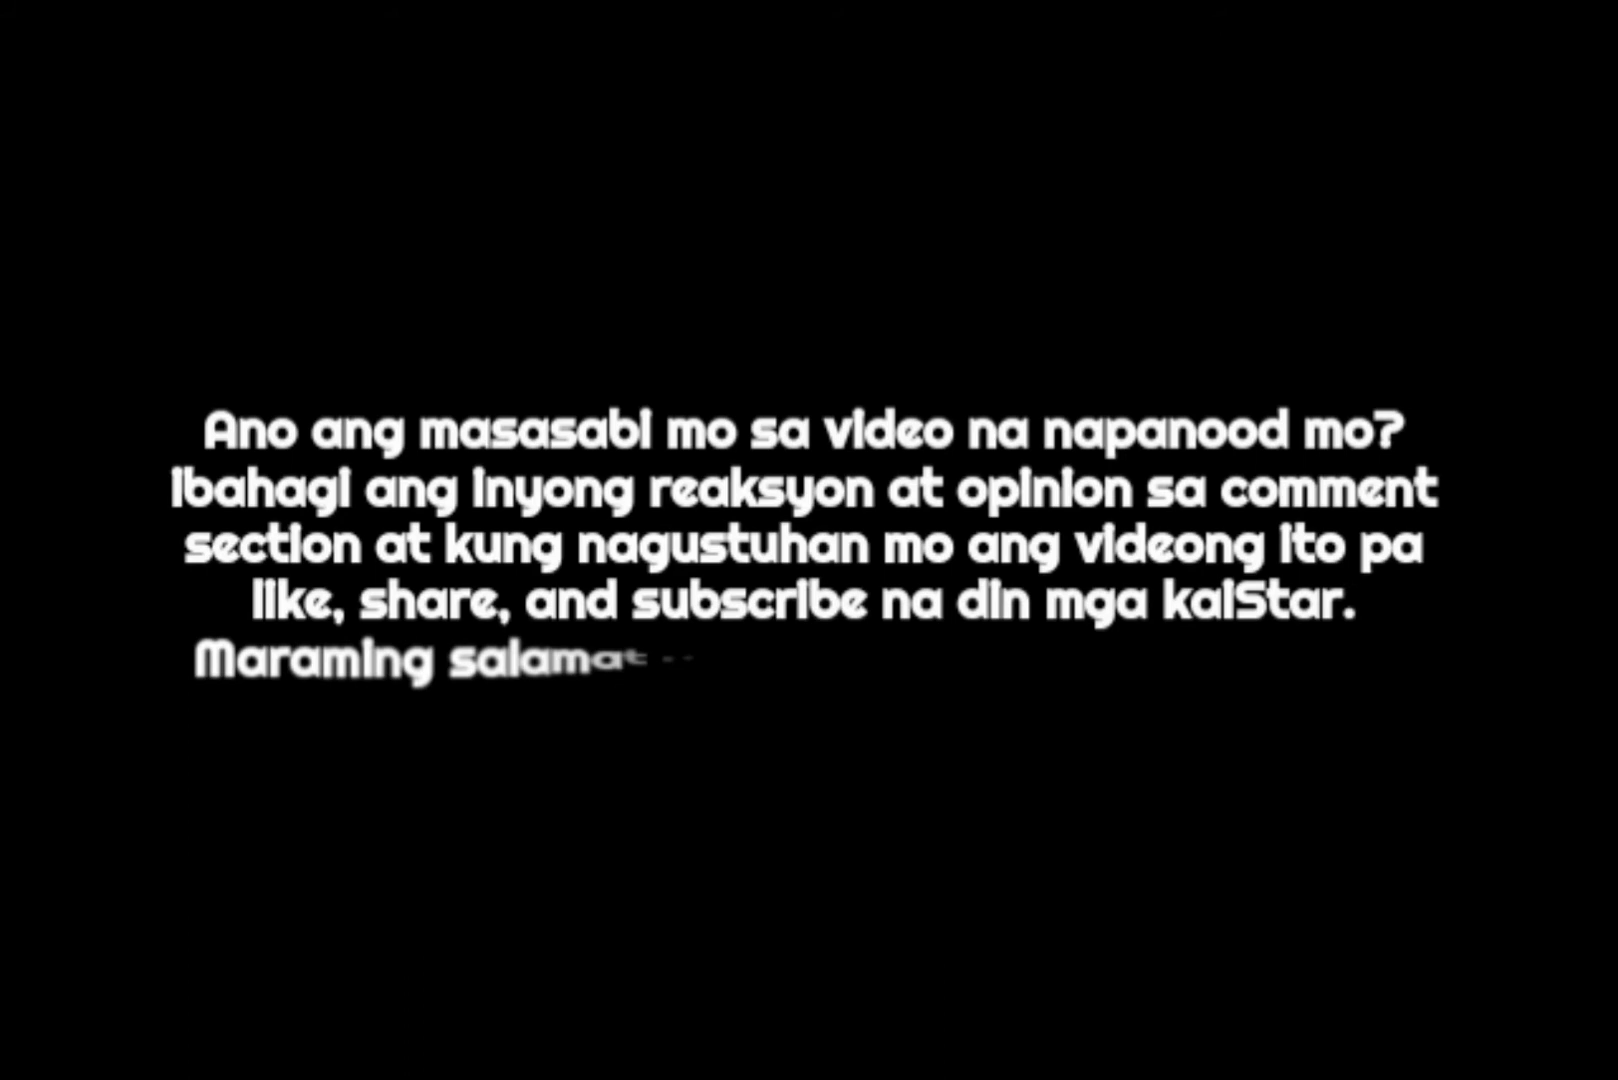 Ano ang masasabi mo sa video na napanood mo?
Ibahagi ang inyong reaksyon at opinion sa comment
section at kung nagustuhan mo ang videong ito pa
like, share, and subscribe na din mga kaiStar.
Maraming salamat